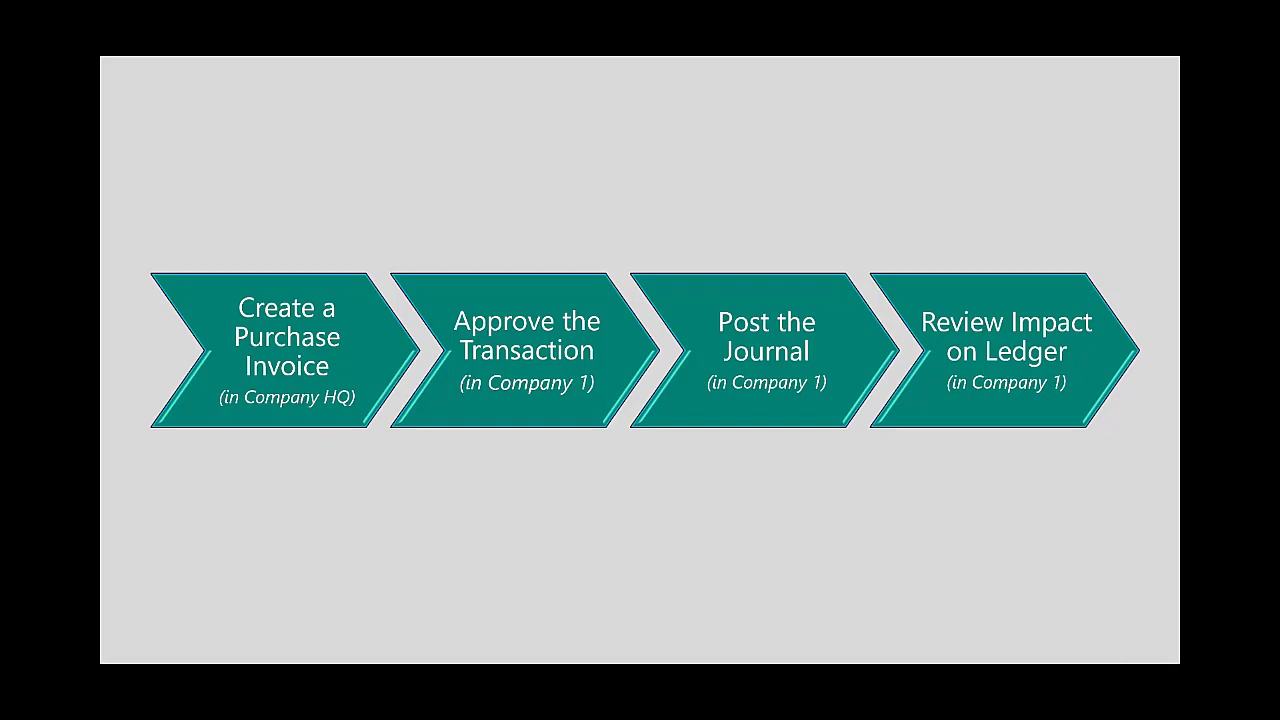 Create a
Purchase
Invoice
(in Company HQ)
Approve the
Transaction
(in Company 1)
Post the
Journal
(in Company 1)
Review Impact
on Ledger
(in Company 1)